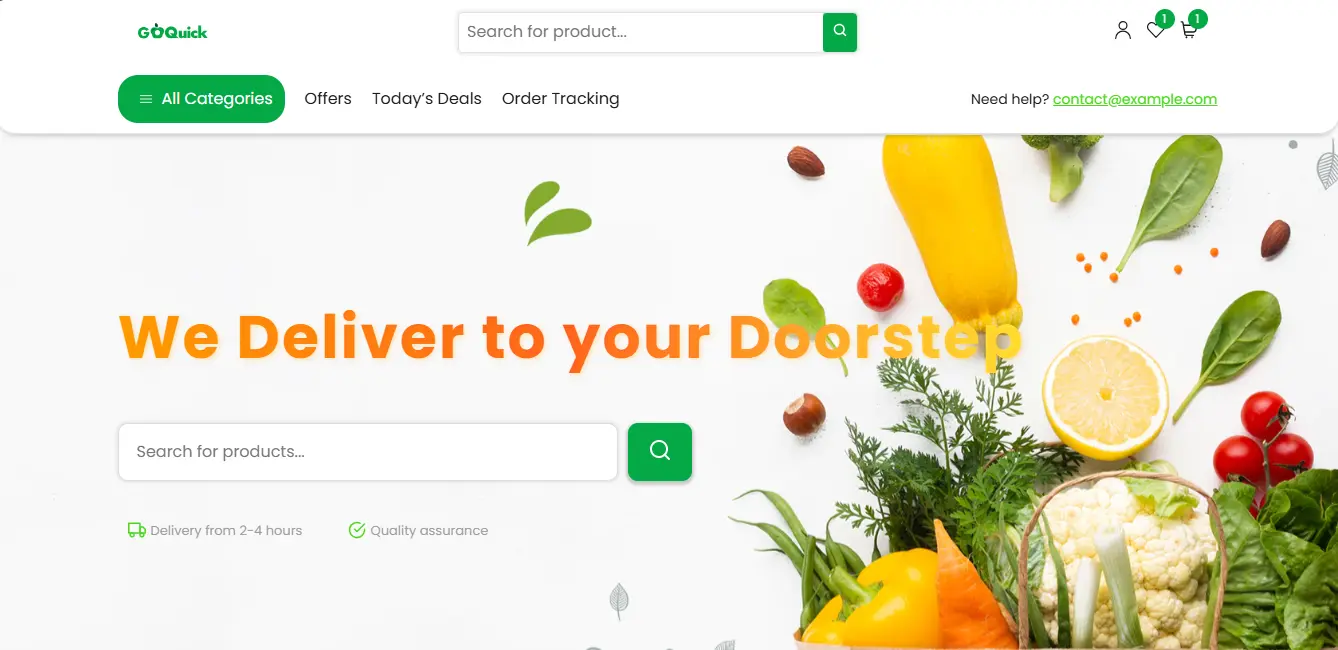 GOQuick
Search for product...
1
1
All Categories
Offers
Today’s Deals
Order Tracking
Need help? contact@example.com
We Deliver to your Doorstep
Search for products...
Delivery from 2-4 hours
Quality assurance